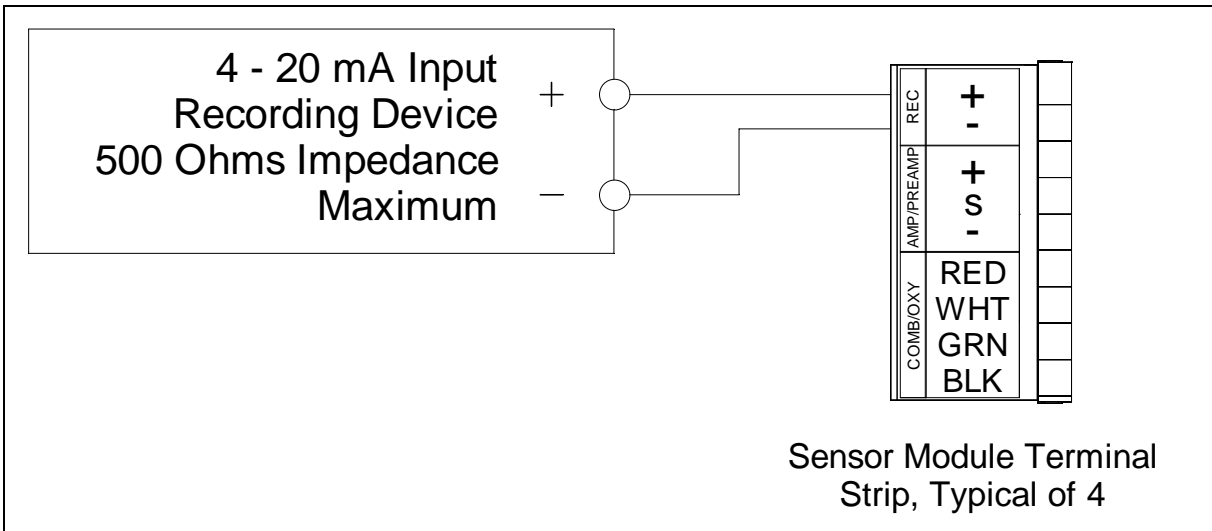 4 - 20 mA Input
Recording Device
500 Ohms Impedance
Maximum
+
−
REC
+
-
AMP/PREAMP
+
S
-
COMB/OXY
RED
WHT
GRN
BLK
Sensor Module Terminal
Strip, Typical of 4